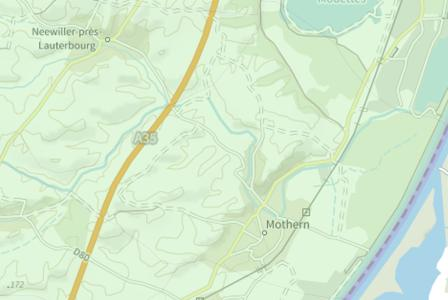 Mouettes
Neewiller-près-
Lauterbourg
A35
Mothern
D80
172